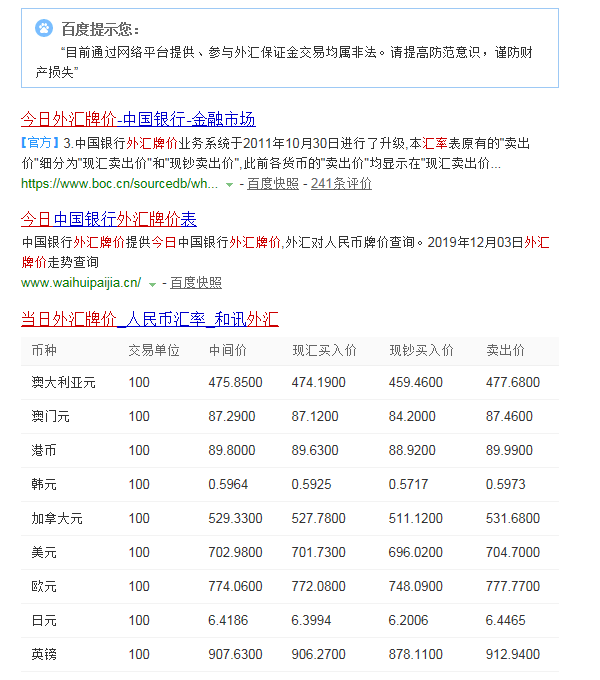 百度提示您：
“目前通过网络平台提供、参与外汇保证金交易均属非法。请提高防范意识，谨防财
产损失”
今日外汇牌价-中国银行-金融市场
【官方】3.中国银行外汇牌价业务系统于2011年10月30日进行了升级,本汇率表原有的"卖出
价"细分为"现汇卖出价"和"现钞卖出价",此前各货币的"卖出价"均显示在"现汇卖出价...
https://www.boc.cn/sourcedb/wh... - 百度快照 - 241条评价
今日中国银行外汇牌价表
中国银行外汇牌价提供今日中国银行外汇牌价,外汇对人民币牌价查询。2019年12月03日外汇
牌价走势查询
www.waihuipaijia.cn/ - 百度快照
当日外汇牌价_人民币汇率_和讯外汇
币种 交易单位 中间价 现汇买入价 现钞买入价 卖出价
澳大利亚元 100 475.8500 474.1900 459.4600 477.6800
澳门元 100 87.2900 87.1200 84.2000 87.4600
港币 100 89.8000 89.6300 88.9200 89.9900
韩元 100 0.5964 0.5925 0.5717 0.5973
加拿大元 100 529.3300 527.7800 511.1200 531.6800
美元 100 702.9800 701.7300 696.0200 704.7000
欧元 100 774.0600 772.0800 748.0900 777.7700
日元 100 6.4186 6.3994 6.2006 6.4465
英镑 100 907.6300 906.2700 878.1100 912.9400